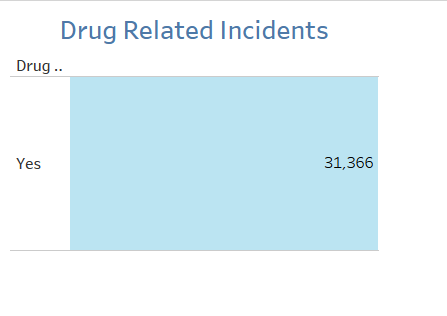 Drug Related Incidents
Drug ..
Yes 31,366